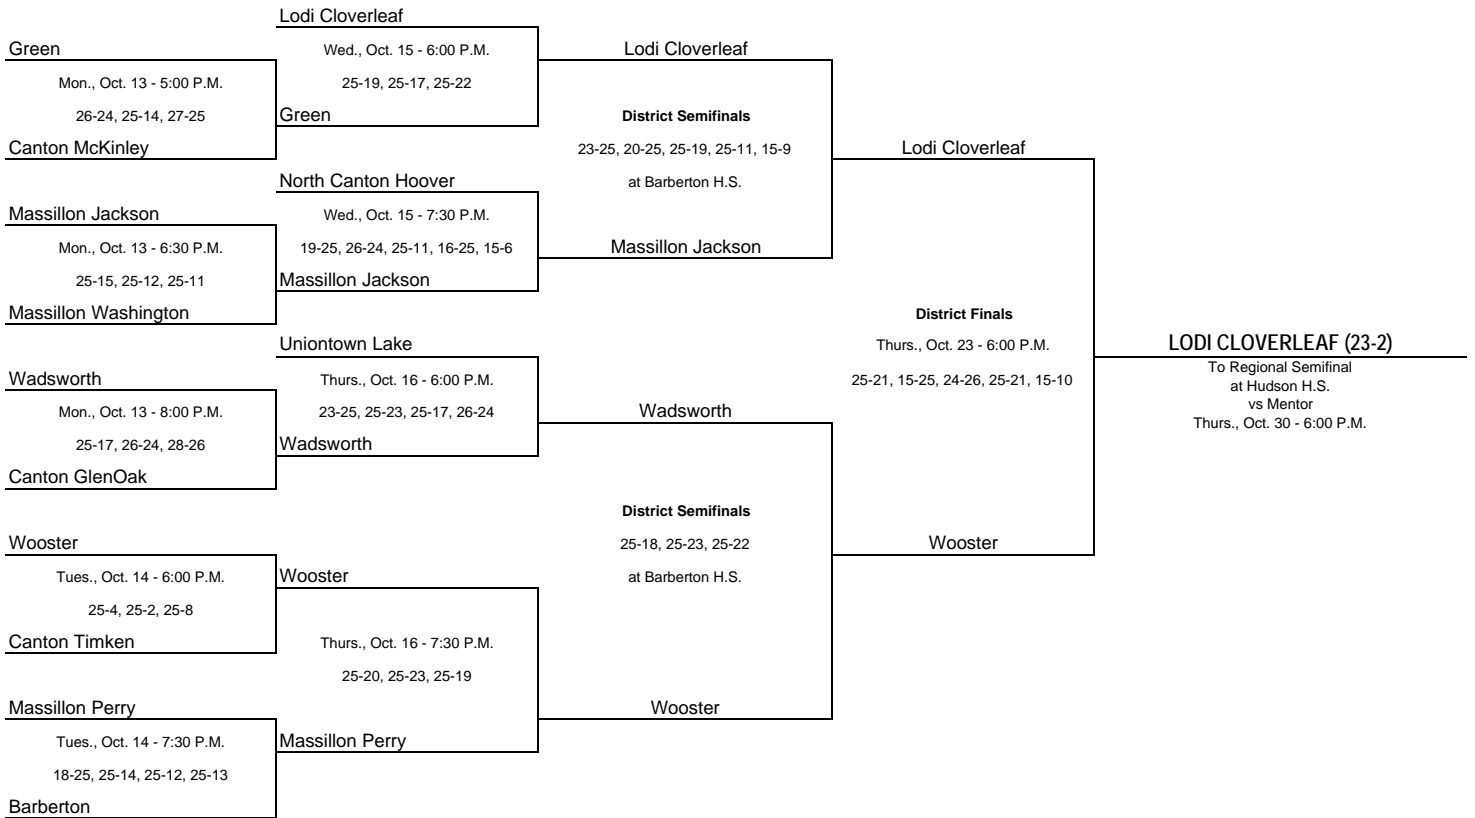 Lodi Cloverleaf
Green
Wed., Oct. 15 - 6:00 P.M.
Lodi Cloverleaf
Mon., Oct. 13 - 5:00 P.M.
25-19, 25-17, 25-22
26-24, 25-14, 27-25
Green
District Semifinals
Canton McKinley
23-25, 20-25, 25-19, 25-11, 15-9
Lodi Cloverleaf
North Canton Hoover
at Barberton H.S.
Massillon Jackson
Wed., Oct. 15 - 7:30 P.M.
Mon., Oct. 13 - 6:30 P.M.
19-25, 26-24, 25-11, 16-25, 15-6
Massillon Jackson
25-15, 25-12, 25-11
Massillon Jackson
Massillon Washington
District Finals
Uniontown Lake
Thurs., Oct. 23 - 6:00 P.M.
LODI CLOVERLEAF (23-2)
To Regional Semifinal
Wadsworth
Thurs., Oct. 16 - 6:00 P.M.
25-21, 15-25, 24-26, 25-21, 15-10
at Hudson H.S.
vs Mentor
Mon., Oct. 13 - 8:00 P.M.
23-25, 25-23, 25-17, 26-24
Wadsworth
Thurs., Oct. 30 - 6:00 P.M.
25-17, 26-24, 28-26
Wadsworth
Canton GlenOak
District Semifinals
Wooster
25-18, 25-23, 25-22
Wooster
Tues., Oct. 14 - 6:00 P.M.
Wooster
at Barberton H.S.
25-4, 25-2, 25-8
Canton Timken
Thurs., Oct. 16 - 7:30 P.M.
25-20, 25-23, 25-19
Massillon Perry
Wooster
Tues., Oct. 14 - 7:30 P.M.
Massillon Perry
18-25, 25-14, 25-12, 25-13
Barberton